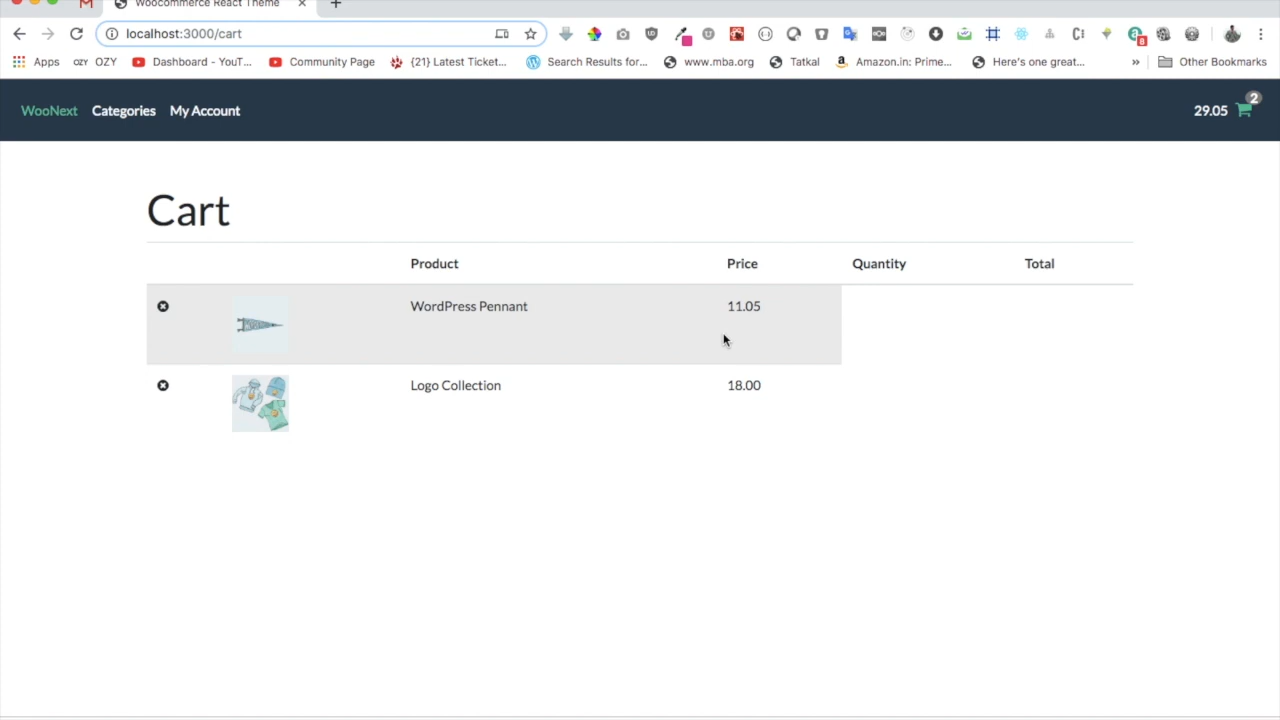 Woocommerce React Theme
localhost:3000/cart
8
Apps OZY OZY Dashboard - YouT... Community Page {21} Latest Ticket... Search Results for... www.mba.org Tatkal Amazon.in: Prime... Here's one great... » Other Bookmarks
WooNext Categories My Account 29.05 2
Cart
Product Price Quantity Total
WordPress Pennant 11.05
Logo Collection 18.00